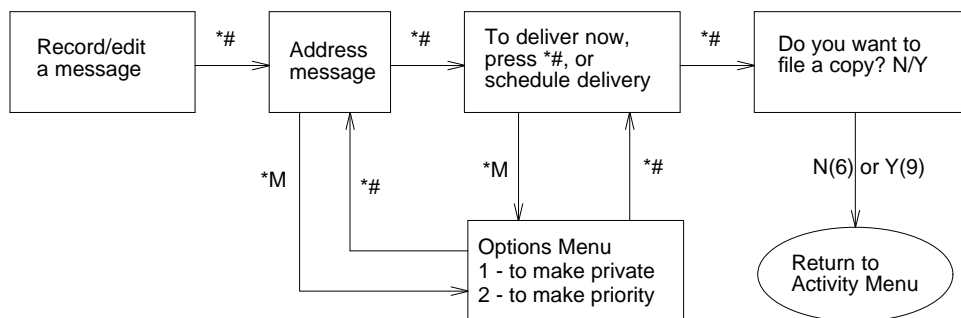 Record/edit
a message
*#
Address
message
*#
To deliver now,
press *#, or
schedule delivery
*#
Do you want to
file a copy? N/Y
*M
*#
*M
*#
N(6) or Y(9)
Options Menu
1 - to make private
2 - to make priority
Return to
Activity Menu